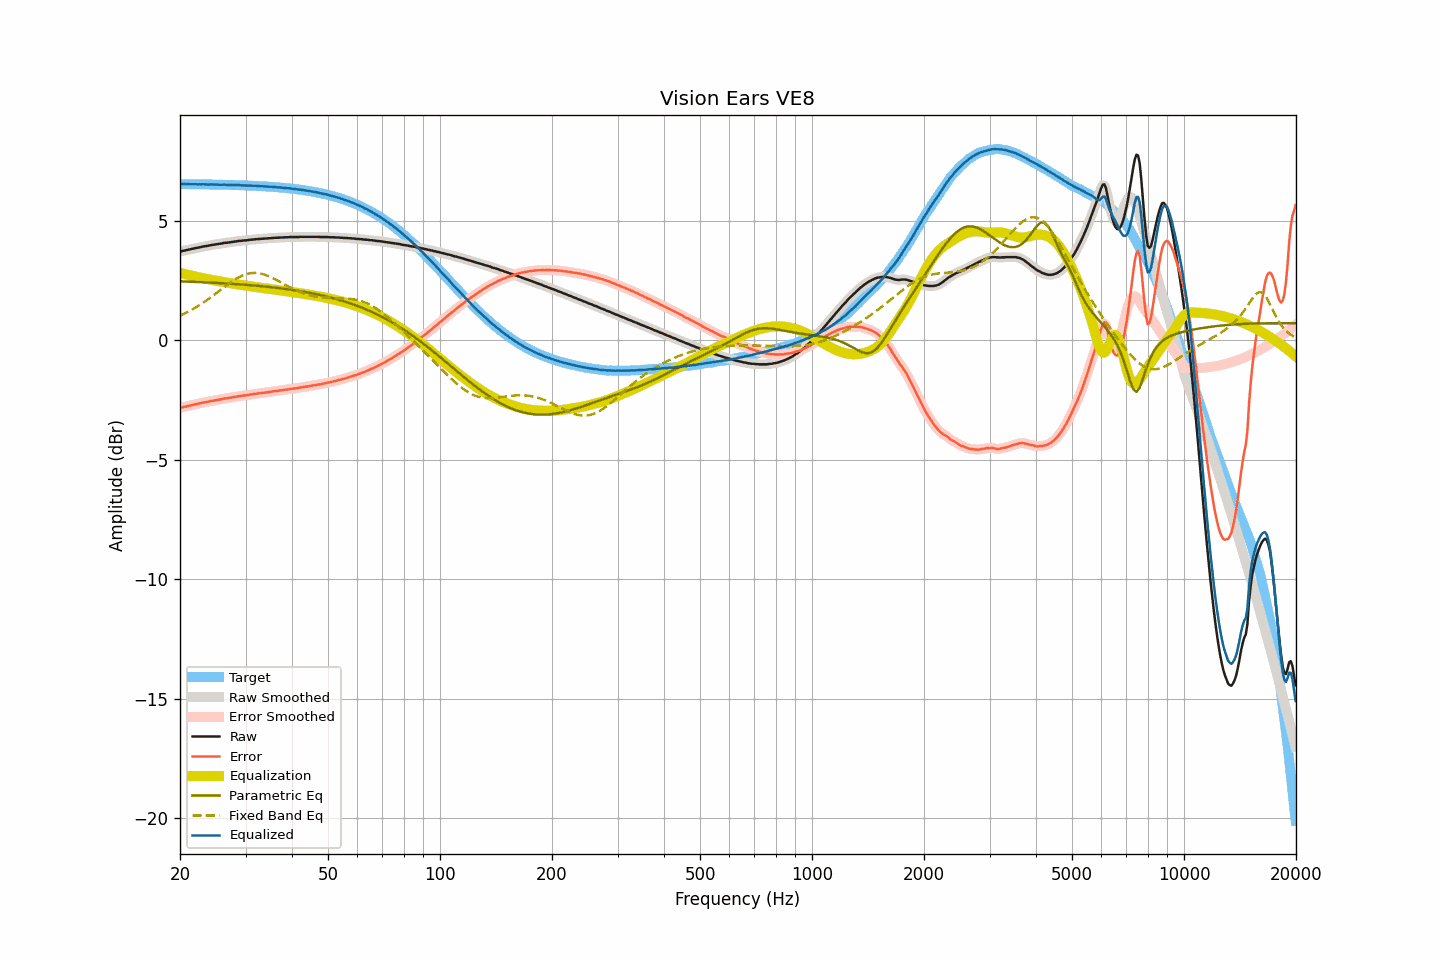 Vision Ears VE8
Amplitude (dBr)
5
0
−5
−10
−15
−20
Target
Raw Smoothed
Error Smoothed
Raw
Error
Equalization
Parametric Eq
Fixed Band Eq
Equalized
20 50 100 200 500 1000 2000 5000 10000 20000
Frequency (Hz)